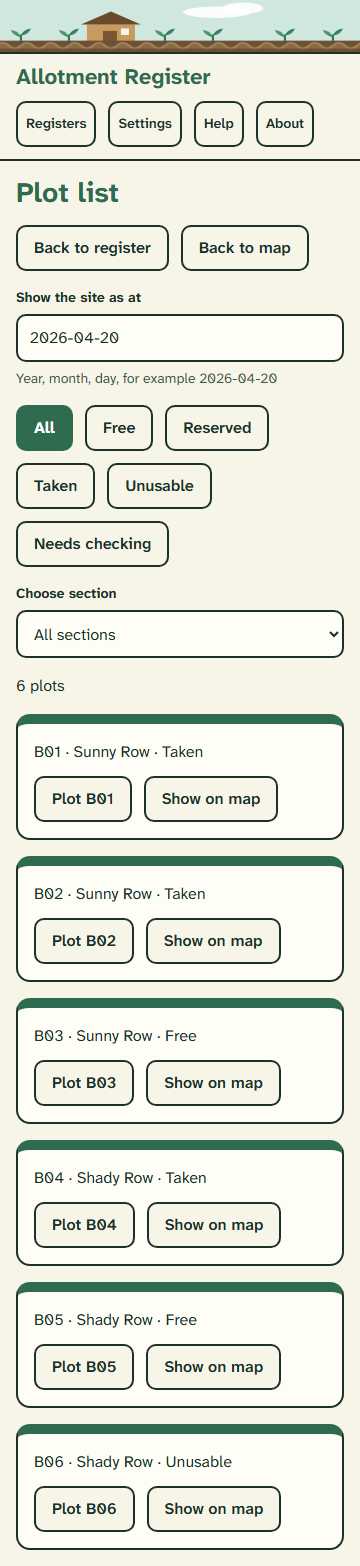 Allotment Register
Registers Settings Help About
Plot list
Back to register Back to map
Show the site as at
2026-04-20
Year, month, day, for example 2026-04-20
All Free Reserved
Taken Unusable
Needs checking
Choose section
All sections
6 plots
B01 · Sunny Row · Taken
Plot B01 Show on map
B02 · Sunny Row · Taken
Plot B02 Show on map
B03 · Sunny Row · Free
Plot B03 Show on map
B04 · Shady Row · Taken
Plot B04 Show on map
B05 · Shady Row · Free
Plot B05 Show on map
B06 · Shady Row · Unusable
Plot B06 Show on map